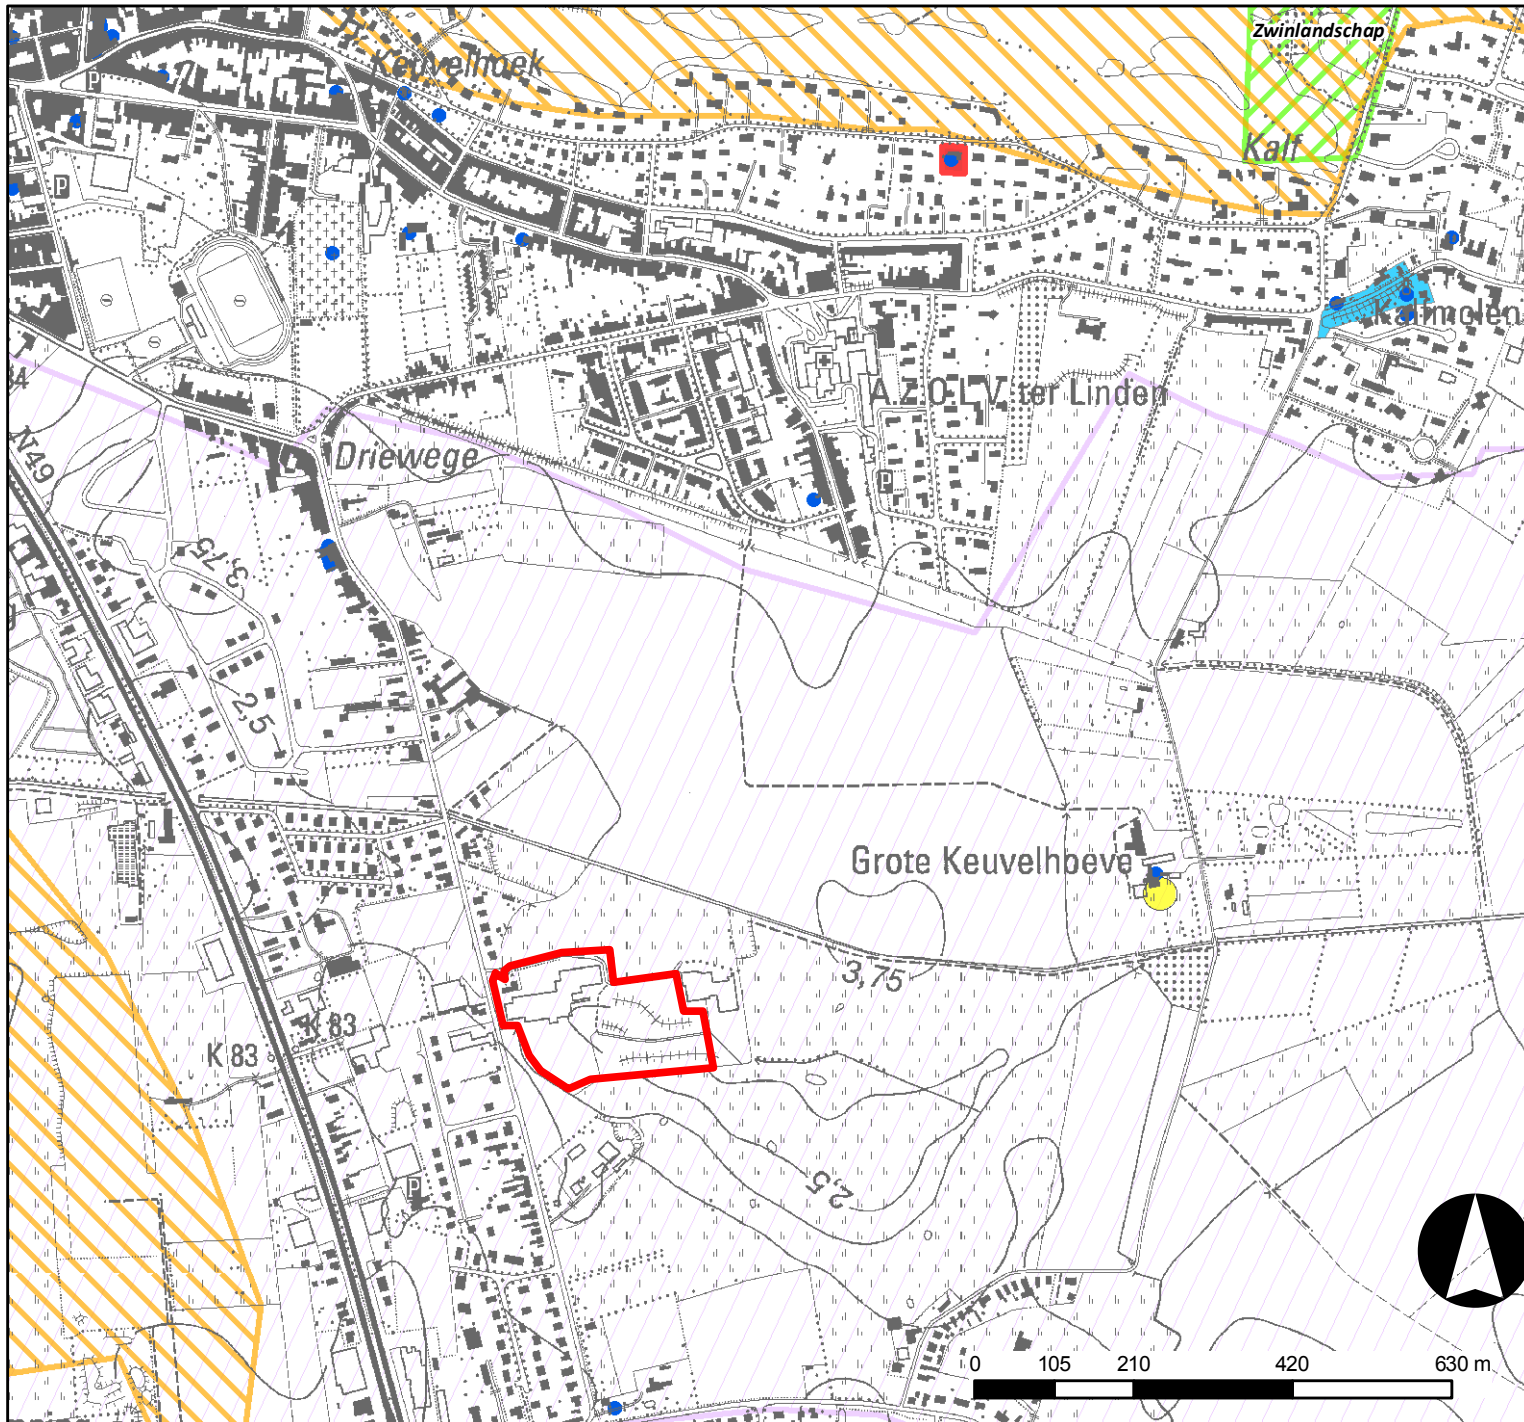 Zwinlandschap
Keuvelhoek
P
Kalf
P
Kalfmolen
A.Z.O.L.V. ter Linden
Driewege
N49
P
3,75
2,5
Grote Keuvelhoeve
3,75
K 83
K 83
P
2,5
0 105 210 420 630 m